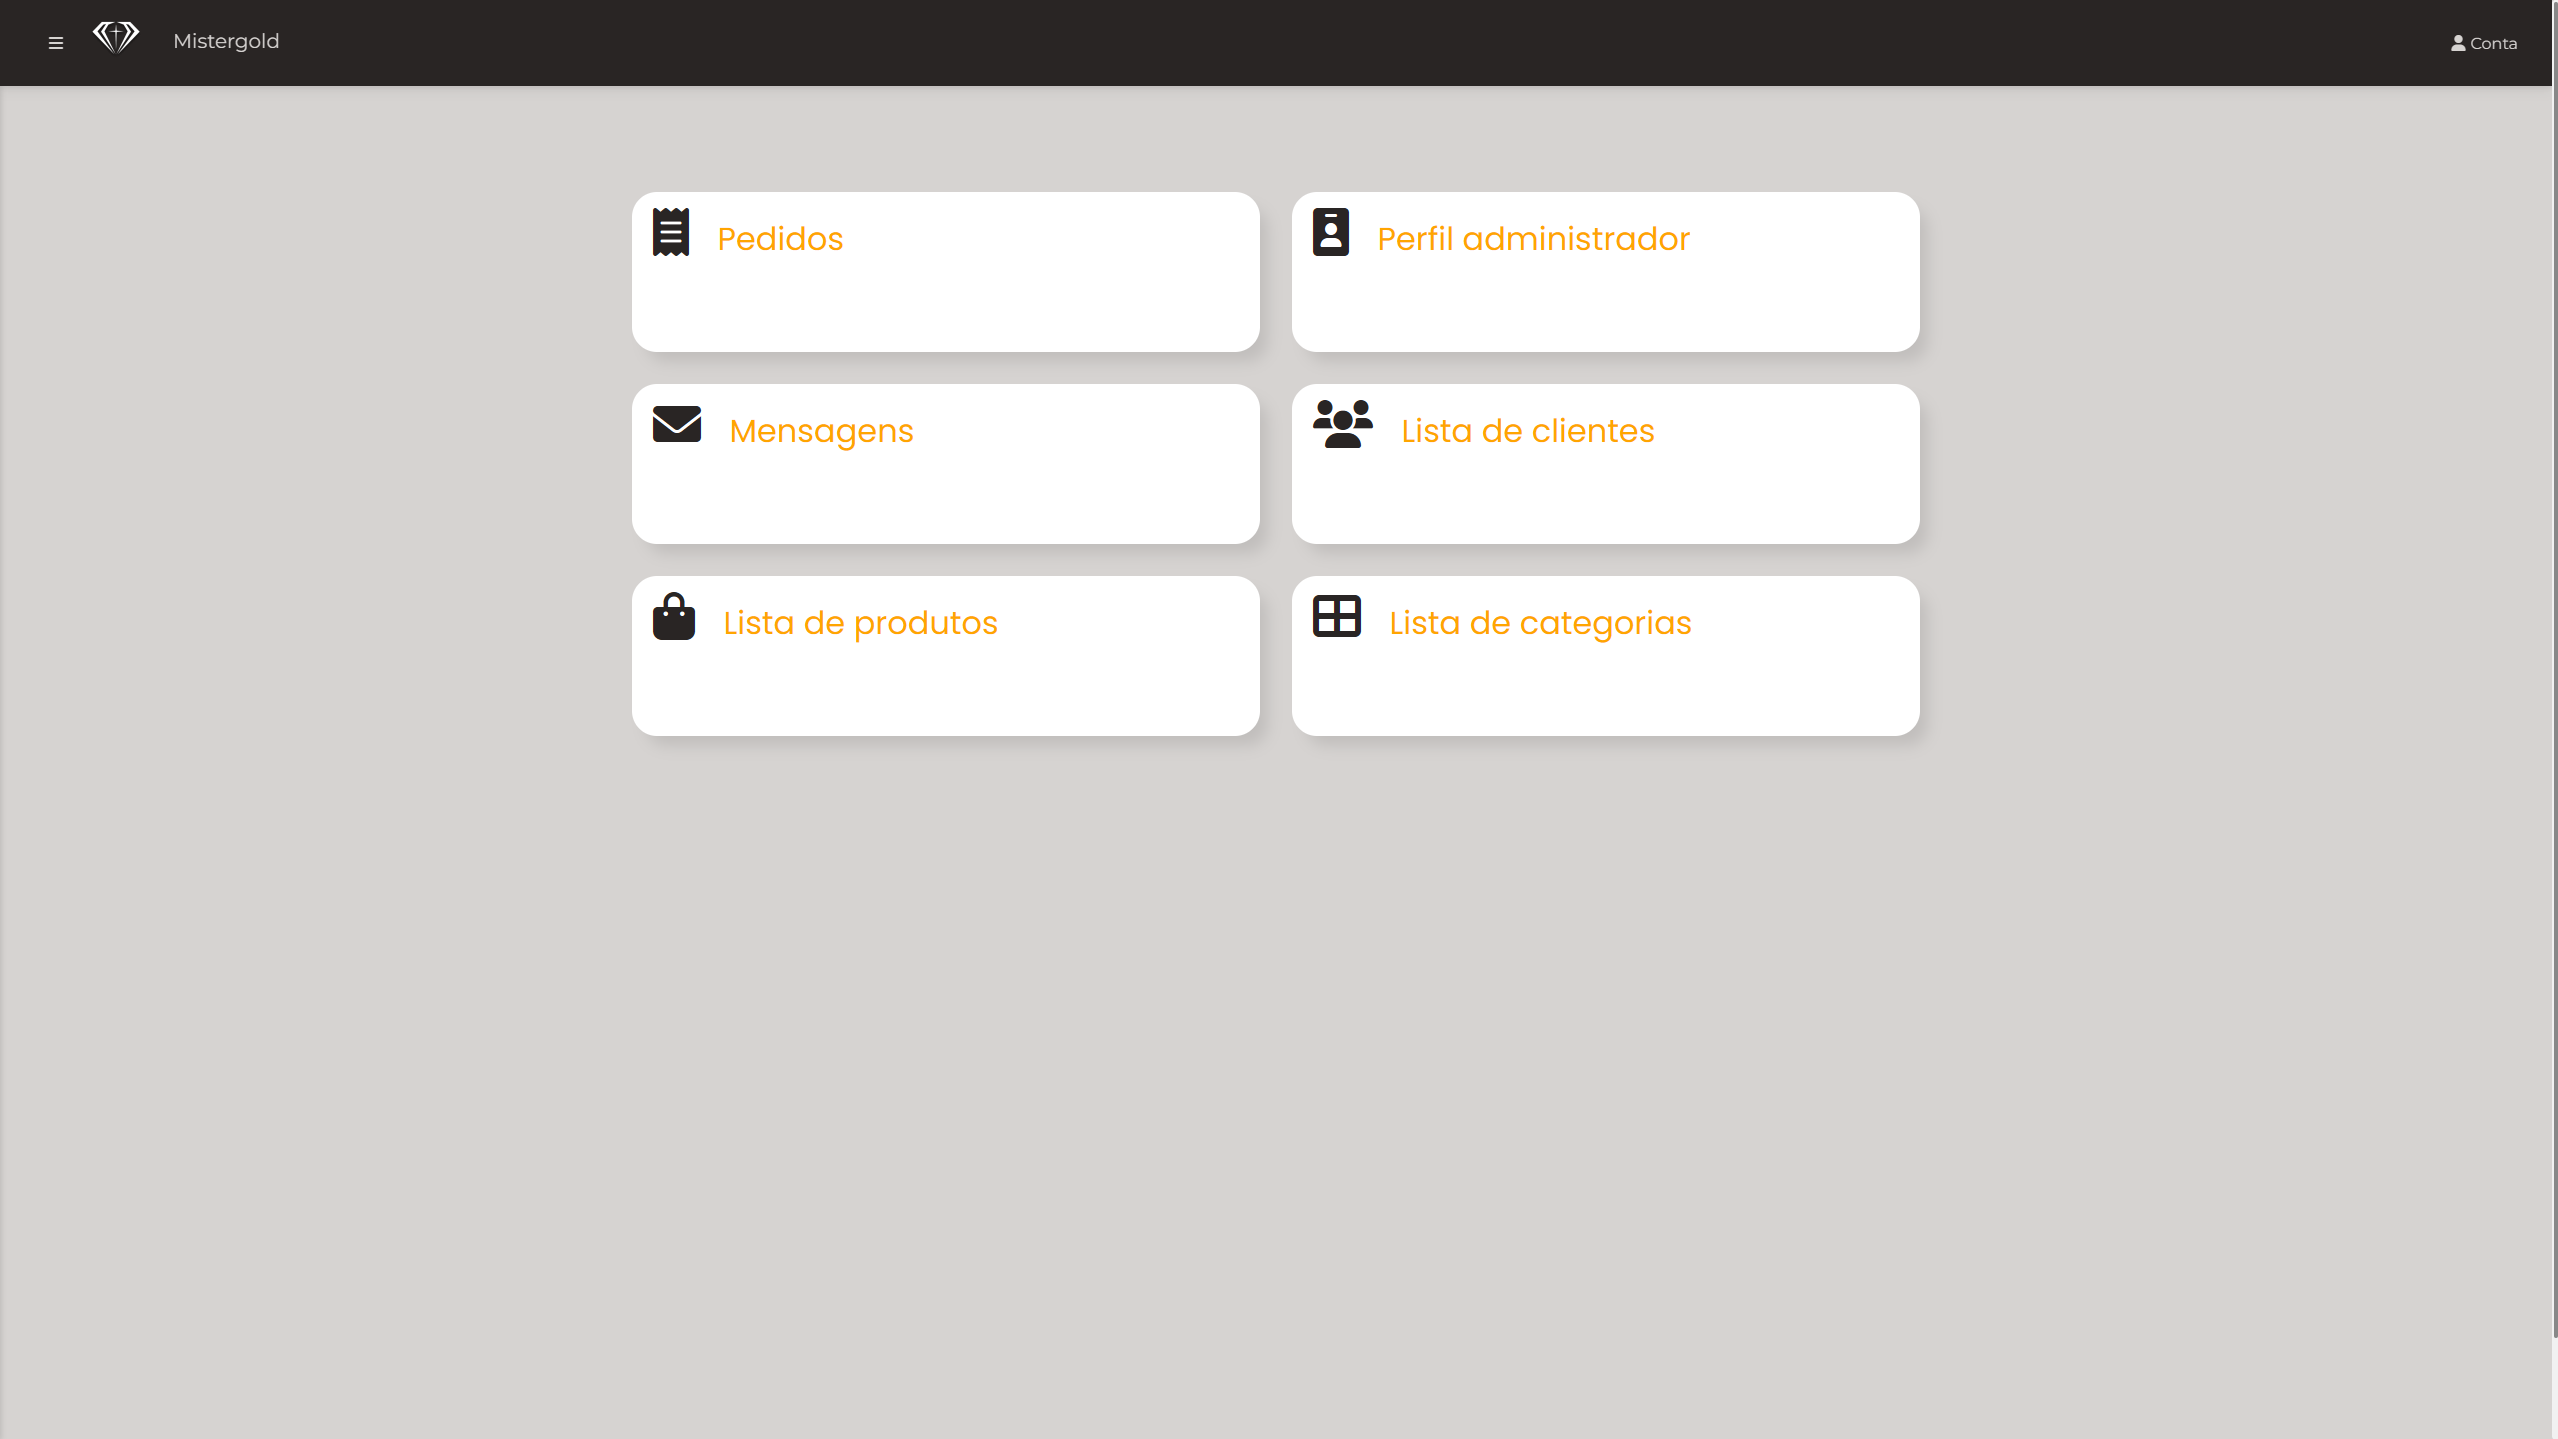 Mistergold
Conta
Pedidos
Perfil administrador
Mensagens
Lista de clientes
Lista de produtos
Lista de categorias